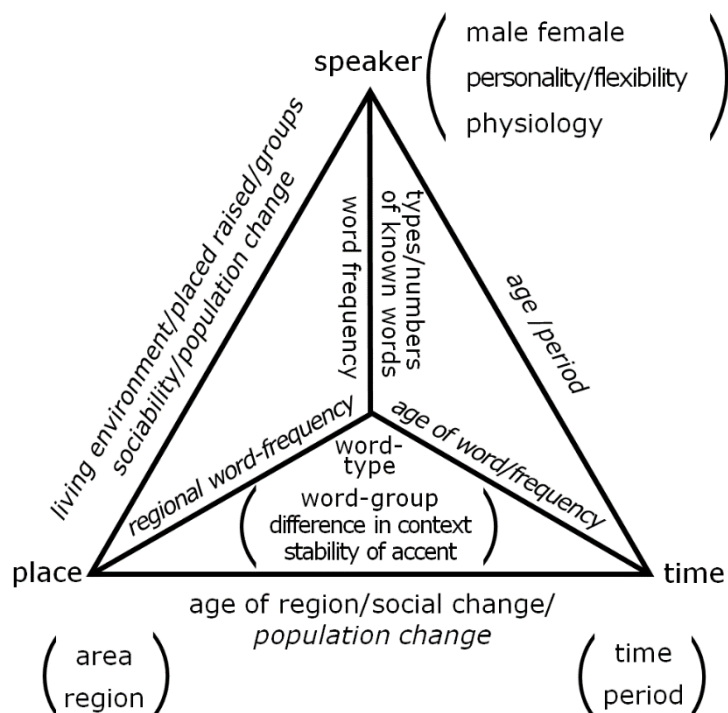 male female
speaker
personality/flexibility
physiology
living environment/placed raised/groups
sociability/population change
word frequency
types/numbers
of known words
age /period
regional word-frequency
age of word/frequency
word-
type
word-group
difference in context
stability of accent
place
time
age of region/social change/
population change
area
region
time
period